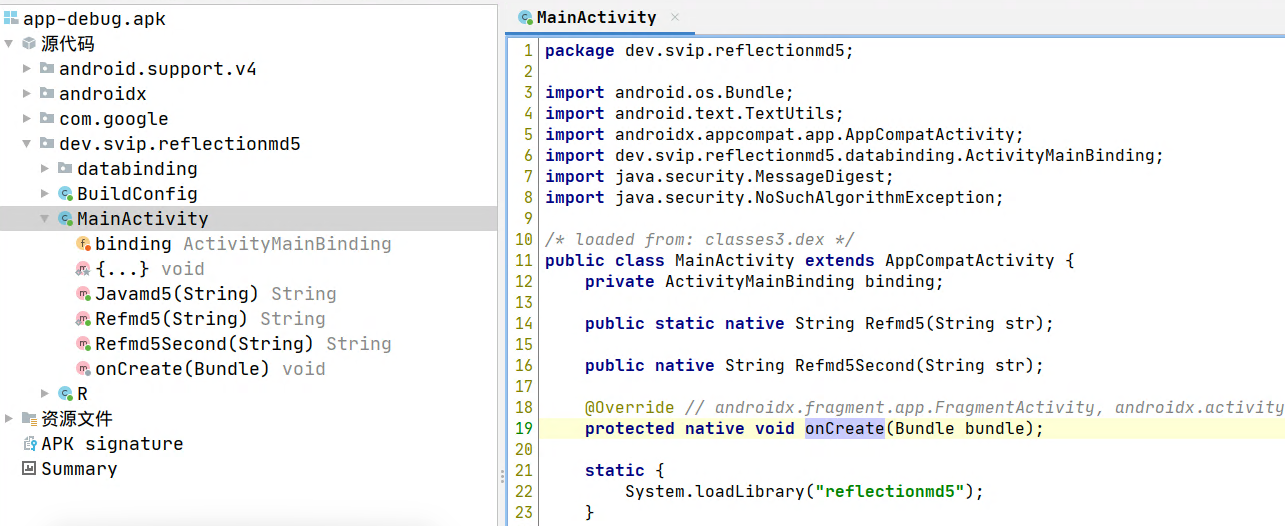 app-debug.apk
源代码
android.support.v4
androidx
com.google
dev.svip.reflectionmd5
databinding
BuildConfig
MainActivity
binding ActivityMainBinding
{...} void
Javamd5(String) String
Refmd5(String) String
Refmd5Second(String) String
onCreate(Bundle) void
R
资源文件
APK signature
Summary
MainActivity
1 package dev.svip.reflectionmd5;
2
3 import android.os.Bundle;
4 import android.text.TextUtils;
5 import androidx.appcompat.app.AppCompatActivity;
6 import dev.svip.reflectionmd5.databinding.ActivityMainBinding;
7 import java.security.MessageDigest;
8 import java.security.NoSuchAlgorithmException;
9
10 /* loaded from: classes3.dex */
11 public class MainActivity extends AppCompatActivity {
12 private ActivityMainBinding binding;
13
14 public static native String Refmd5(String str);
15
16 public native String Refmd5Second(String str);
17
18 @Override // androidx.fragment.app.FragmentActivity, androidx.activity
19 protected native void onCreate(Bundle bundle);
20
21 static {
22 System.loadLibrary("reflectionmd5");
23 }